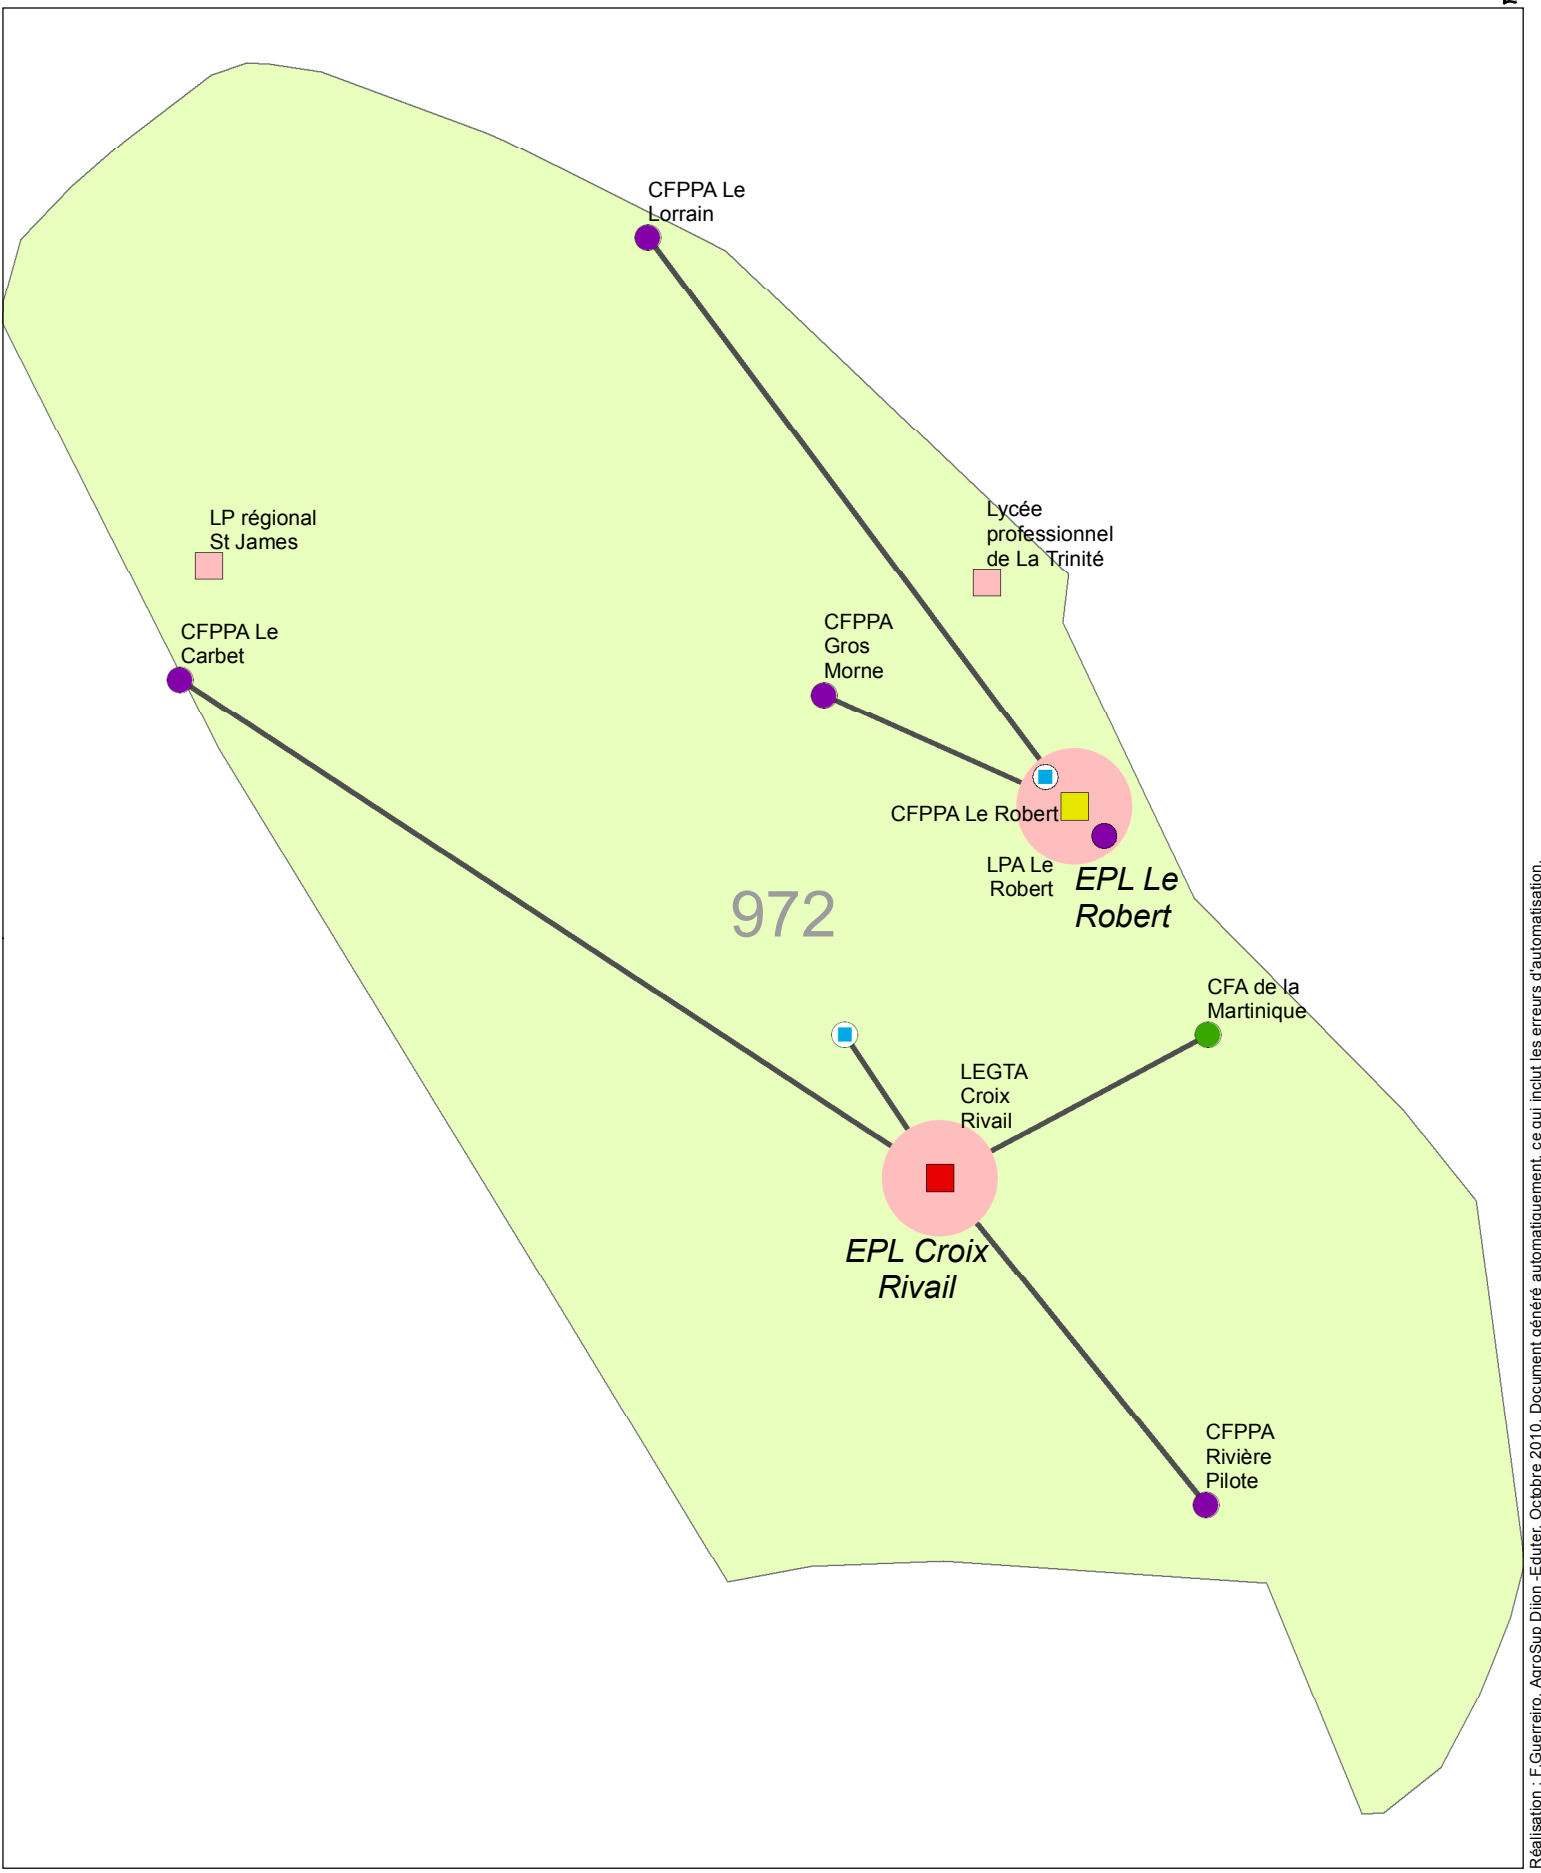 CFPPA Le
Lorrain
LP régional
St James
Lycée
professionnel
de La Trinité
CFPPA Le
Carbet
CFPPA
Gros
Morne
CFPPA Le Robert
LPA Le
Robert
EPL Le
Robert
972
CFA de la
Martinique
LEGTA
Croix
Rivail
EPL Croix
Rivail
CFPPA
Rivière
Pilote
Réalisation : F.Guerreiro, AgroSup Dijon -Eduter, Octobre 2010. Document généré automatiquement, ce qui inclut les erreurs d'automatisation.